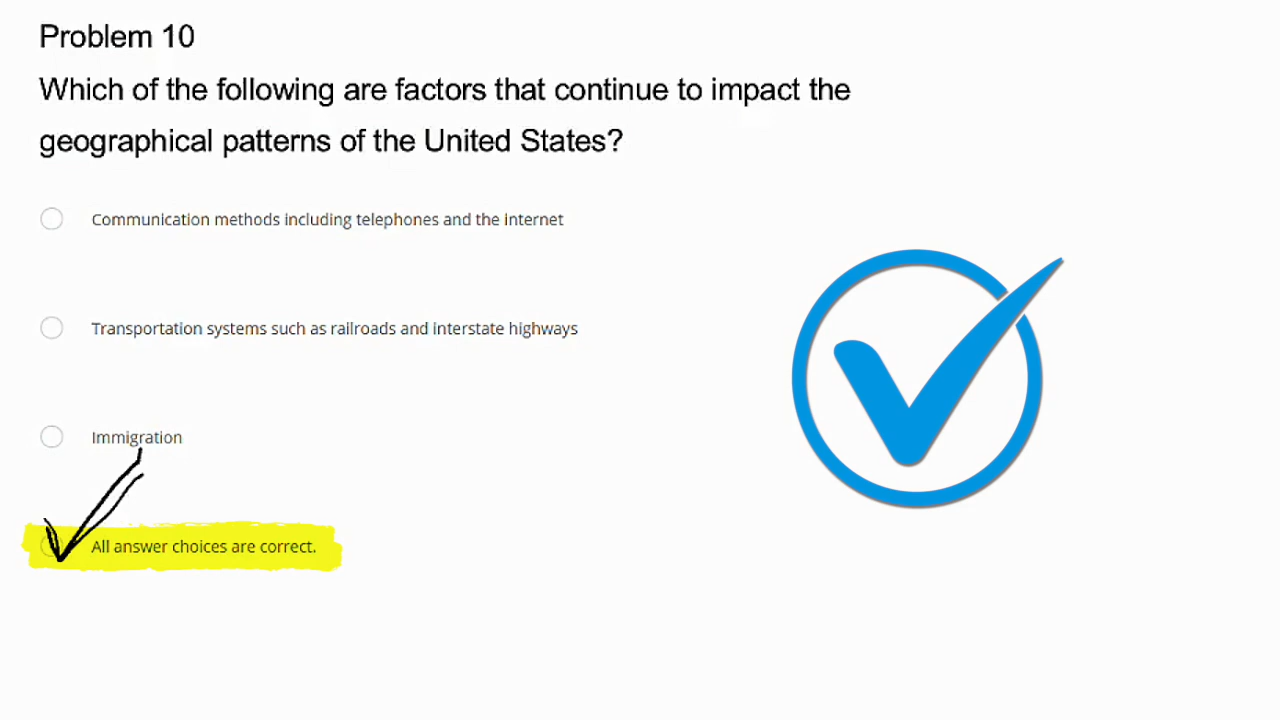 Problem 10
Which of the following are factors that continue to impact the
geographical patterns of the United States?
Communication methods including telephones and the internet
Transportation systems such as railroads and interstate highways
Immigration
All answer choices are correct.